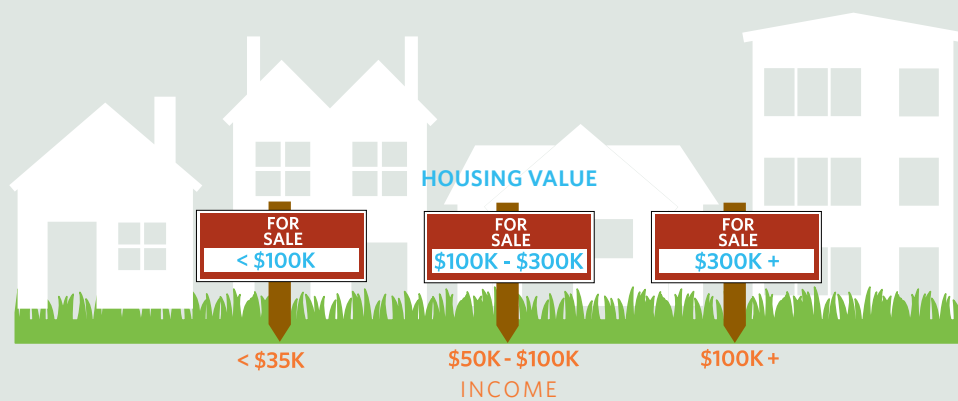 HOUSING VALUE
FOR
SALE
< $100K
FOR
SALE
$100K - $300K
FOR
SALE
$300K +
< $35K
$50K - $100K
$100K +
INCOME